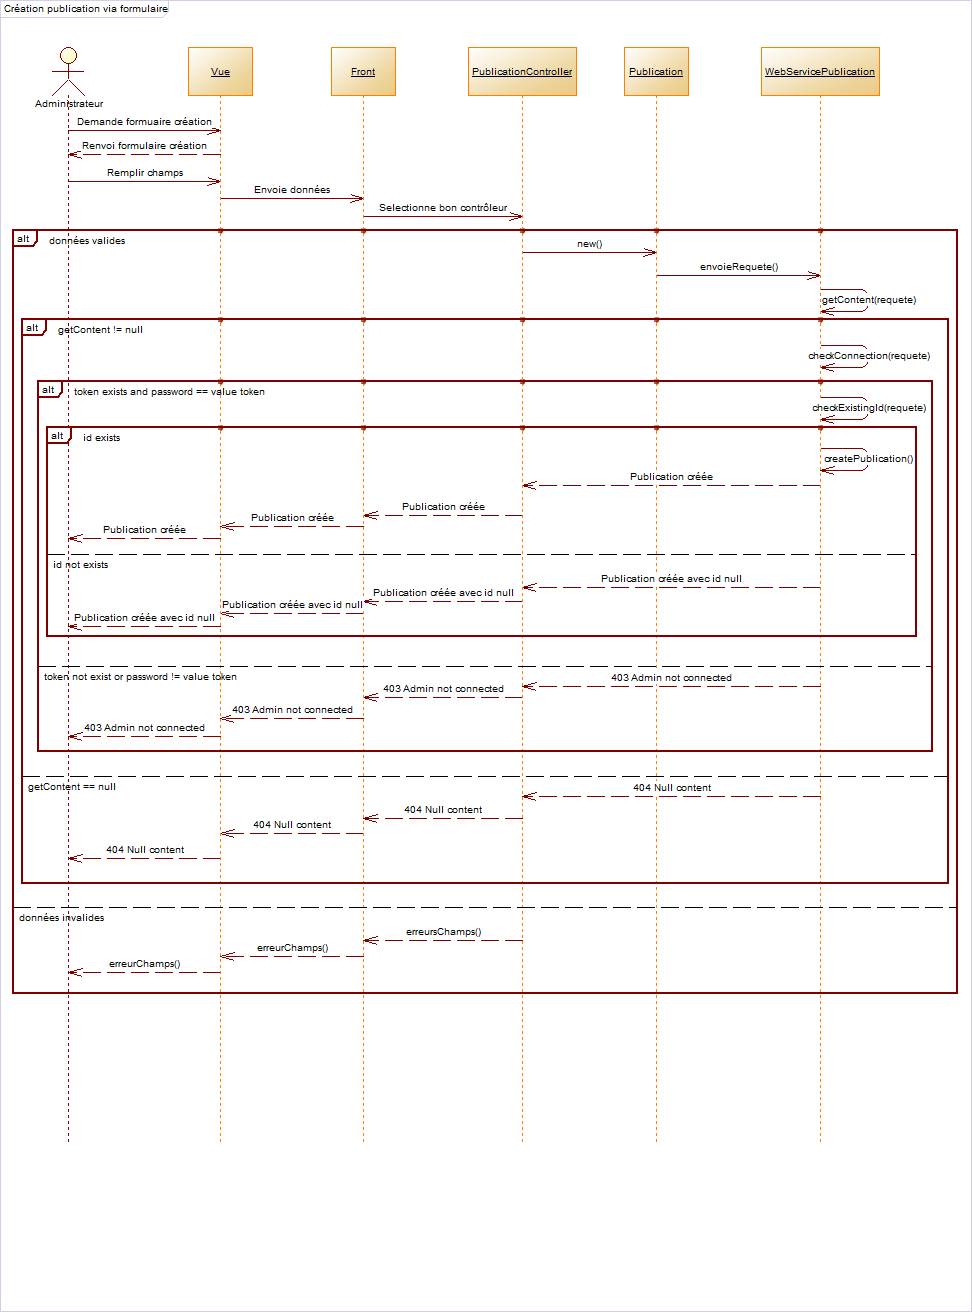 Création publication via formulaire
Vue
Front
PublicationController
Publication
WebServicePublication
Administrateur
Demande formuaire création
Renvoi formulaire création
Remplir champs
Envoie données
Selectionne bon contrôleur
alt
données valides
new()
envoieRequete()
getContent(requete)
alt
getContent != null
checkConnection(requete)
alt
token exists and password == value token
checkExistingId(requete)
alt
id exists
createPublication()
Publication créée
Publication créée
Publication créée
Publication créée
id not exists
Publication créée avec id null
Publication créée avec id null
Publication créée avec id null
Publication créée avec id null
token not exist or password != value token
403 Admin not connected
403 Admin not connected
403 Admin not connected
403 Admin not connected
getContent == null
404 Null content
404 Null content
404 Null content
404 Null content
données invalides
erreursChamps()
erreurChamps()
erreurChamps()